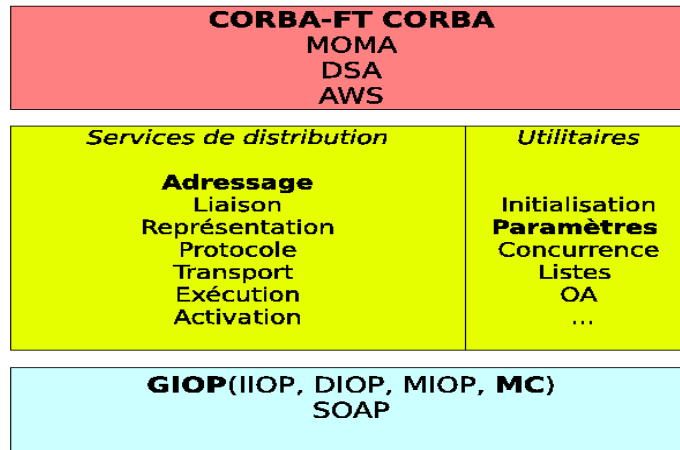 CORBA-FT CORBA
MOMA
DSA
AWS
Services de distribution
Adressage
Liaison
Représentation
Protocole
Transport
Exécution
Activation
Utilitaires
Initialisation
Paramètres
Concurrence
Listes
OA
...
GIOP(IIOP, DIOP, MIOP, MC)
SOAP